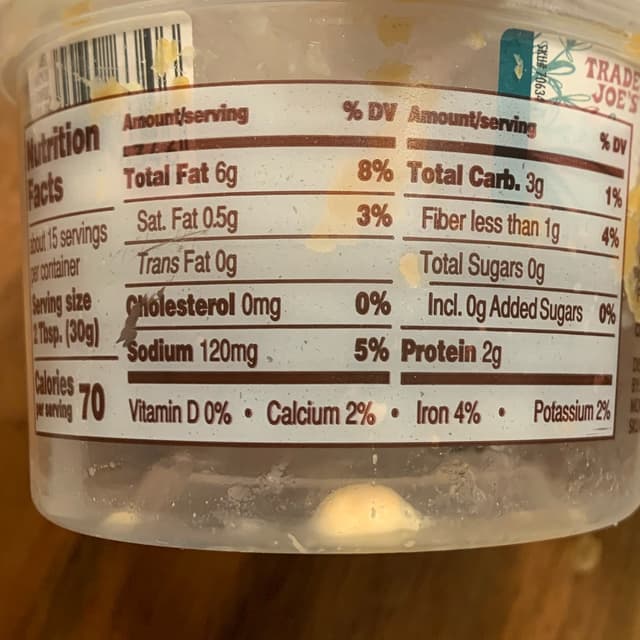 Nutrition
Facts
about 15 servings
per container
Serving size
2 Tbsp. (30g)
Calories
per serving 70
Amount/serving % DV
Total Fat 6g 8%
Sat. Fat 0.5g 3%
Trans Fat 0g
Cholesterol 0mg 0%
Sodium 120mg 5%
Amount/serving % DV
Total Carb. 3g 1%
Fiber less than 1g 4%
Total Sugars 0g
Incl. 0g Added Sugars 0%
Protein 2g
Vitamin D 0% • Calcium 2% • Iron 4% • Potassium 2%
TRADER
JOE'S